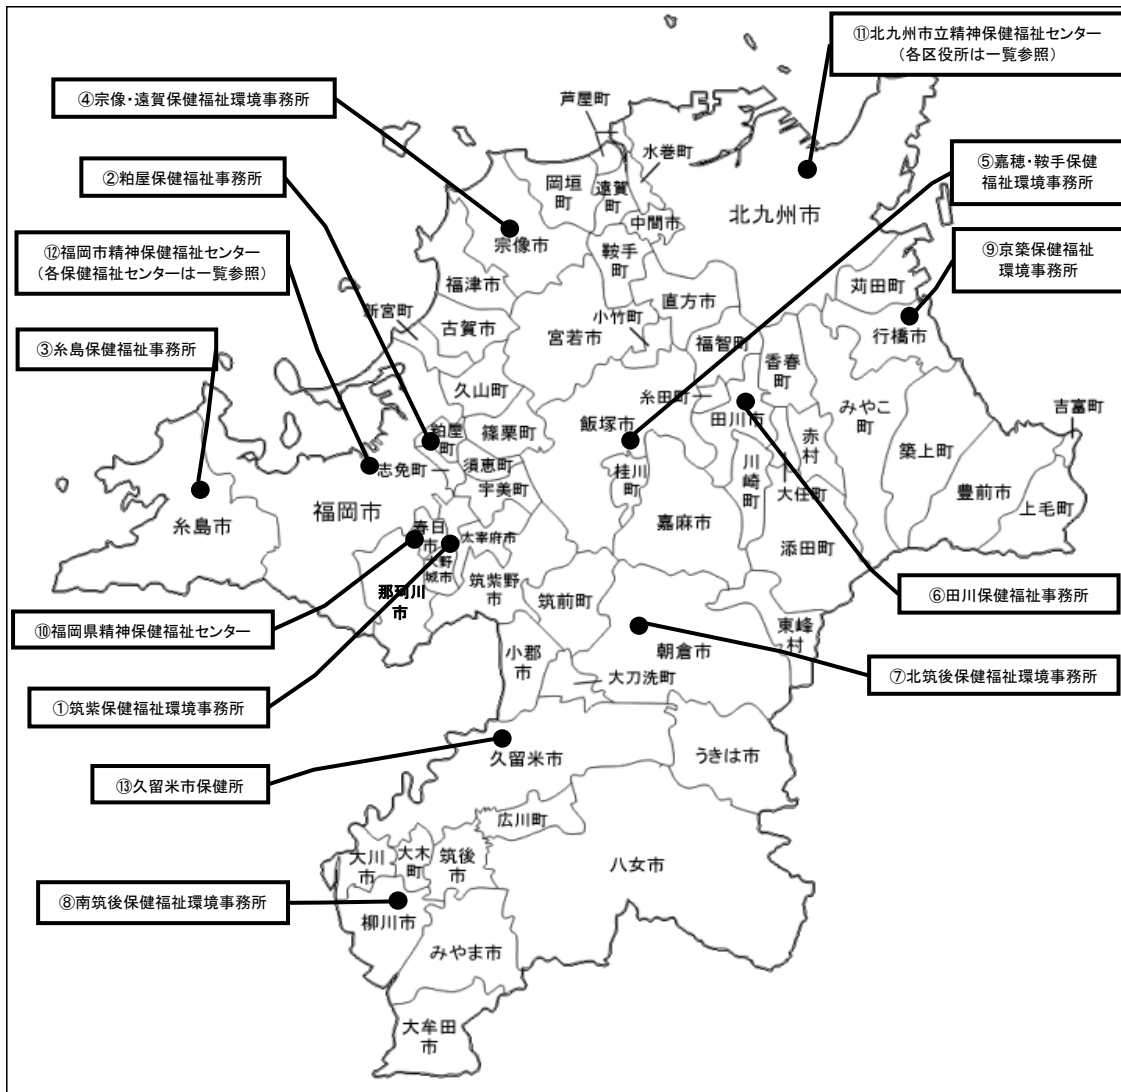 ⑪北九州市立精神保健福祉センター
(各区役所は一覧参照)
④宗像・遠賀保健福祉環境事務所
芦屋町
水巻町
⑤嘉穂・鞍手保健
福祉環境事務所
②粕屋保健福祉事務所
岡垣
町
遠賀
町
中間市
北九州市
宗像市
⑫福岡市精神保健福祉センター
(各保健福祉センターは一覧参照)
鞍手
町
⑨京築保健福祉
環境事務所
福津市
苅田町
直方市
新宮町
小竹町
古賀市
宮若市
行橋市
③糸島保健福祉事務所
福智町
香春
町
久山町
糸田町
みやこ
町
吉富町
粕屋
町
篠栗町
飯塚市
田川市
赤
村
築上町
志免町
須恵町
宇美町
桂川
町
川
崎
町
大任町
豊前市
上毛町
福岡市
糸島市
嘉麻市
春日
市
太宰府市
添田町
大野
城市
筑紫野
市
那珂川
市
筑前町
⑥田川保健福祉事務所
⑩福岡県精神保健福祉センター
東峰
村
小郡
市
朝倉市
大刀洗町
⑦北筑後保健福祉環境事務所
①筑紫保健福祉環境事務所
久留米市
うきは市
⑬久留米市保健所
広川町
大川
市
大木
町
筑後
市
八女市
⑧南筑後保健福祉環境事務所
柳川市
みやま市
大牟田
市